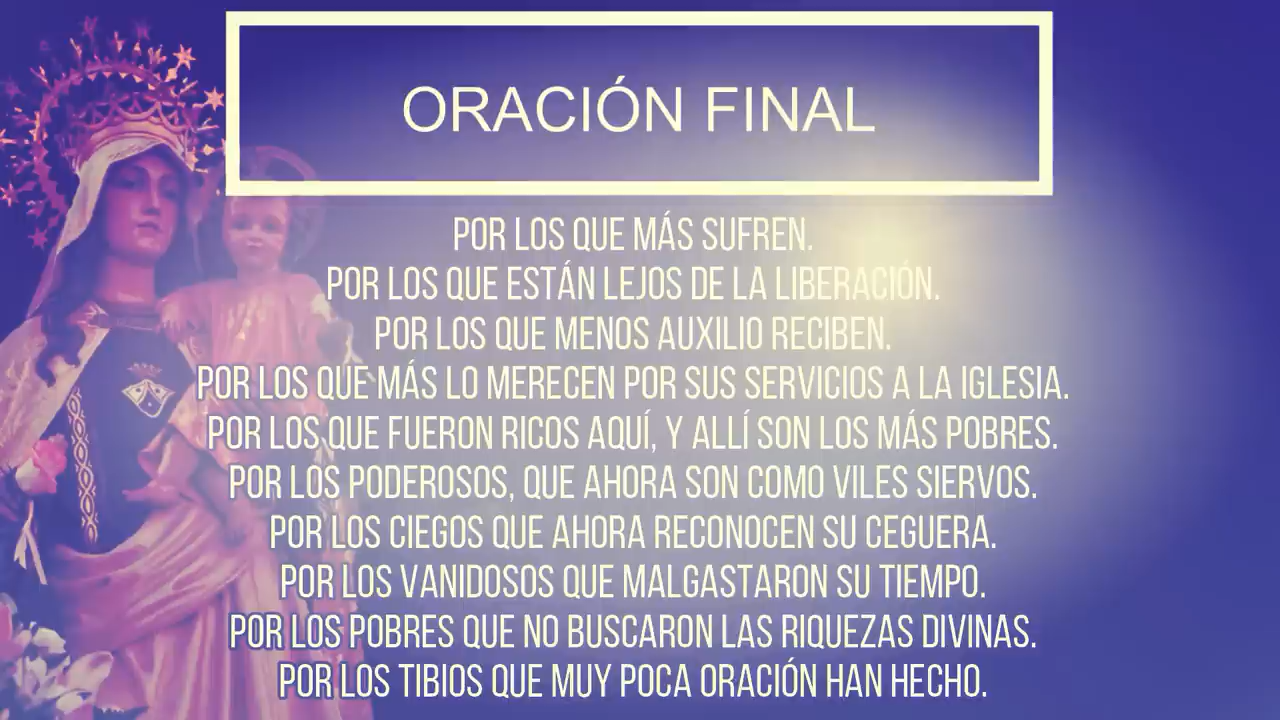 ORACIÓN FINAL
POR LOS QUE MÁS SUFREN.
POR LOS QUE ESTÁN LEJOS DE LA LIBERACIÓN.
POR LOS QUE MENOS AUXILIO RECIBEN.
POR LOS QUE MÁS LO MERECEN POR SUS SERVICIOS A LA IGLESIA.
POR LOS QUE FUERON RICOS AQUÍ, Y ALLÍ SON LOS MÁS POBRES.
POR LOS PODEROSOS, QUE AHORA SON COMO VILES SIERVOS.
POR LOS CIEGOS QUE AHORA RECONOCEN SU CEGUERA.
POR LOS VANIDOSOS QUE MALGASTARON SU TIEMPO.
POR LOS POBRES QUE NO BUSCARON LAS RIQUEZAS DIVINAS.
POR LOS TIBIOS QUE MUY POCA ORACIÓN HAN HECHO.